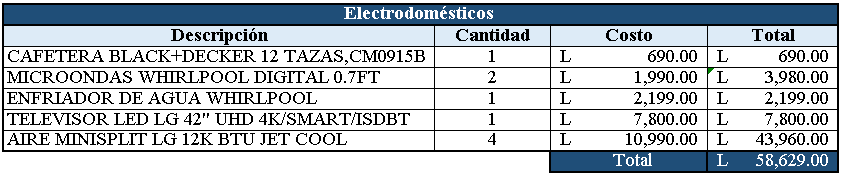 Electrodomésticos
Descripción Cantidad Costo Total
CAFETERA BLACK+DECKER 12 TAZAS,CM0915B 1 L 690.00 L 690.00
MICROONDAS WHIRLPOOL DIGITAL 0.7FT 2 L 1,990.00 L 3,980.00
ENFRIADOR DE AGUA WHIRLPOOL 1 L 2,199.00 L 2,199.00
TELEVISOR LED LG 42" UHD 4K/SMART/ISDBT 1 L 7,800.00 L 7,800.00
AIRE MINISPLIT LG 12K BTU JET COOL 4 L 10,990.00 L 43,960.00
Total L 58,629.00